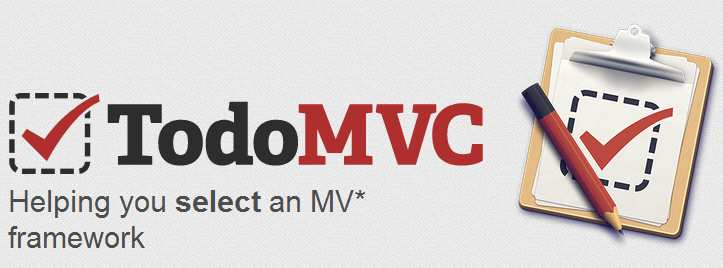 TodoMVC
Helping you select an MV*
framework